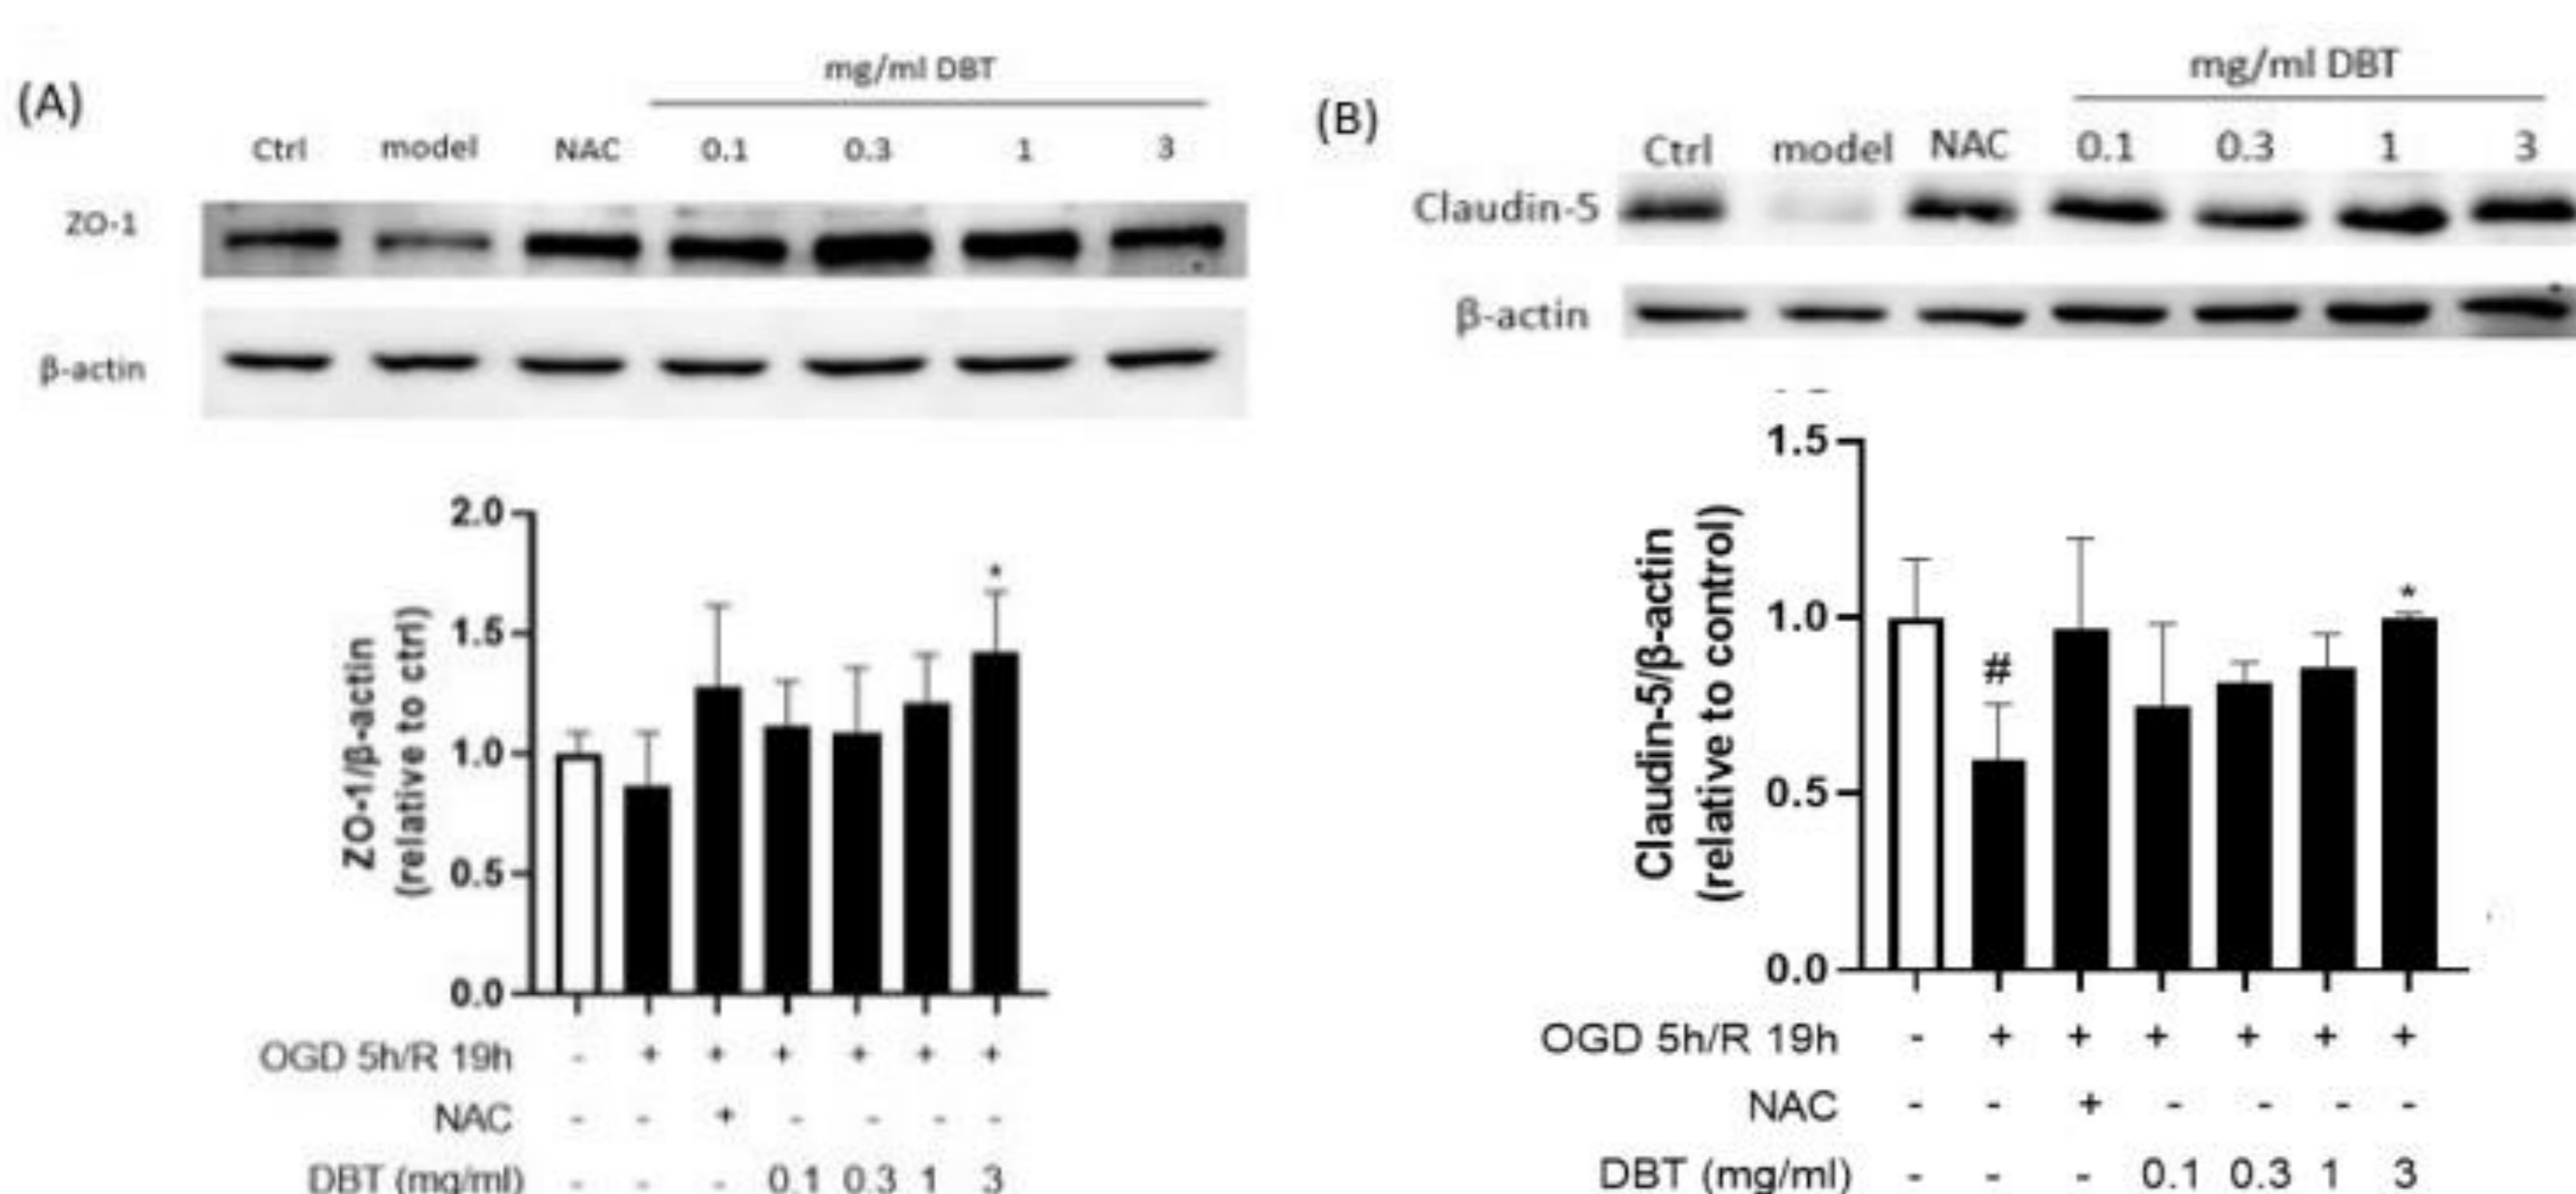 (A)
mg/ml DBT
Ctrl model NAC 0.1 0.3 1 3
ZO-1
β-actin
2.0
1.5
1.0
0.5
0.0
ZO-1/β-actin
(relative to ctrl)
*
OGD 5h/R 19h - + + + + + +
NAC - - + - - - -
DBT (mg/ml) - - - 0.1 0.3 1 3
(B)
mg/ml DBT
Ctrl model NAC 0.1 0.3 1 3
Claudin-5
β-actin
1.5
1.0
0.5
0.0
Claudin-5/β-actin
(relative to control)
#
*
OGD 5h/R 19h - + + + + + +
NAC - - + - - - -
DBT (mg/ml) - - - 0.1 0.3 1 3